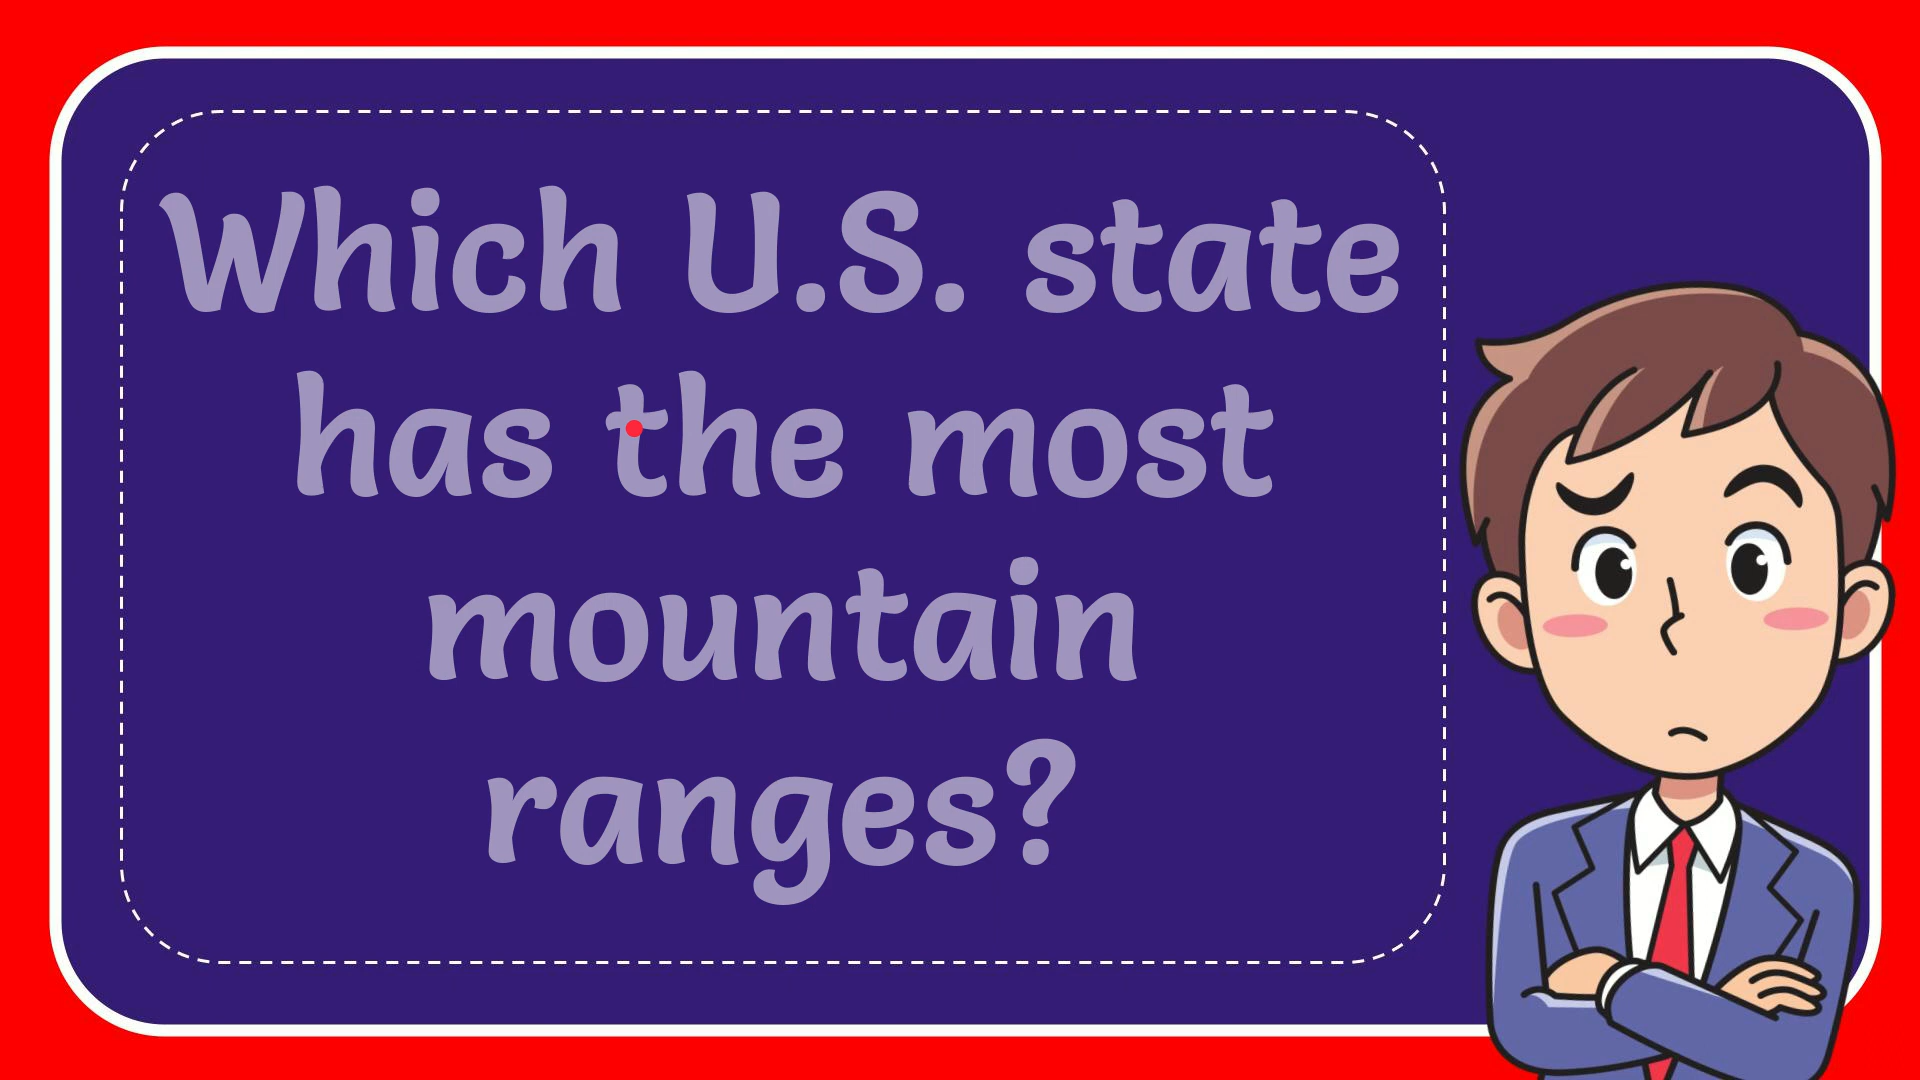 Which U.S. state
has the most
mountain
ranges?